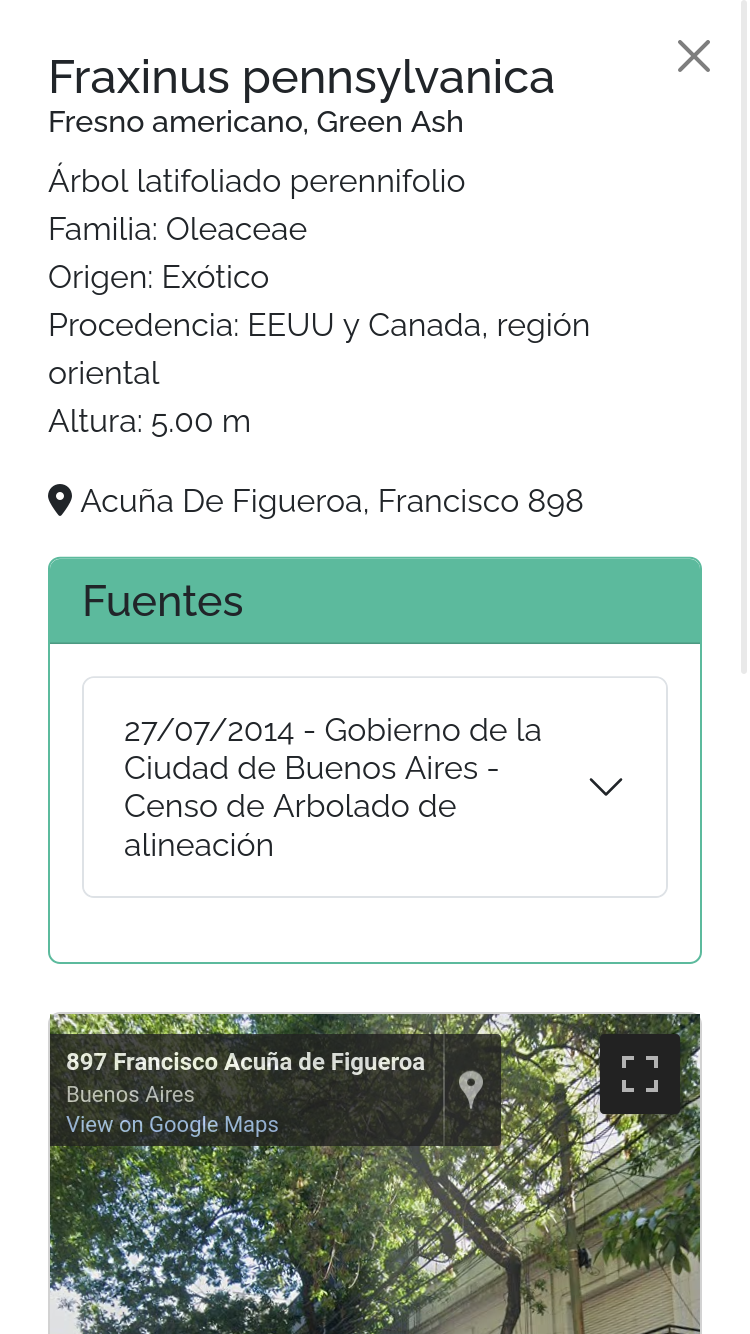 Fraxinus pennsylvanica
Fresno americano, Green Ash
Árbol latifoliado perennifolio
Familia: Oleaceae
Origen: Exótico
Procedencia: EEUU y Canada, región
oriental
Altura: 5.00 m
Acuña De Figueroa, Francisco 898
Fuentes
27/07/2014 - Gobierno de la
Ciudad de Buenos Aires -
Censo de Arbolado de
alineación
897 Francisco Acuña de Figueroa
Buenos Aires
View on Google Maps